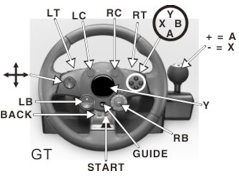 LT LC RC RT
Y
X B
A
+ = A
- = X
LB
Y
BACK
RB
GUIDE
GT
START